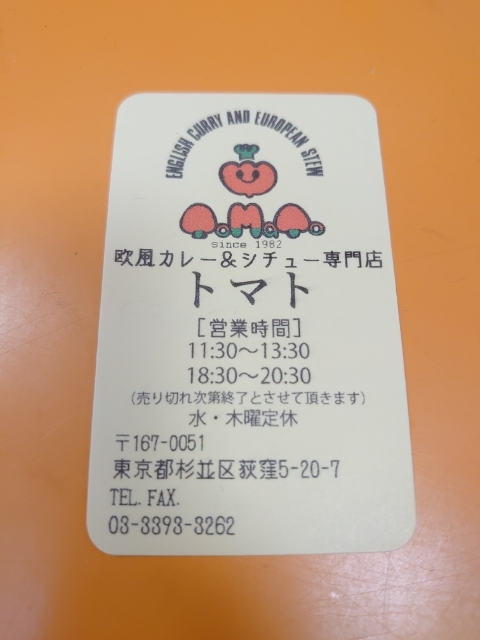 ENGLISH CURRY AND EUROPEAN STEW
since 1982
欧風カレー&シチュー専門店
トマト
[営業時間]
11:30~13:30
18:30~20:30
(売り切れ次第終了とさせて頂きます)
水・木曜定休
〒167-0051
東京都杉並区荻窪5-20-7
TEL.FAX.
03-3393-3262